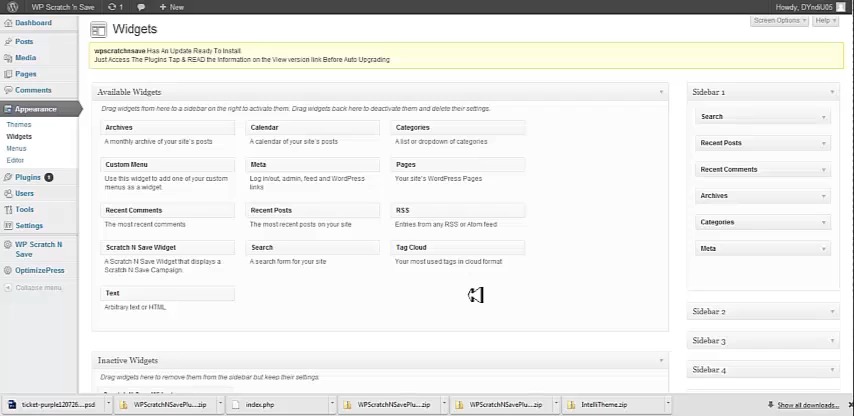 WP Scratch 'n Save 1 + New Howdy, DYndiU05
Dashboard
Posts
Media
Pages
Comments
Appearance
Themes
Widgets
Menus
Editor
Plugins 1
Users
Tools
Settings
WP Scratch N
Save
OptimizePress
Collapse menu
Screen Options Help
Widgets
wpscratchnsave Has An Update Ready To Install.
Just Access The Plugins Tap & READ the Information on the View version link Before Auto Upgrading
Available Widgets
Drag widgets from here to a sidebar on the right to activate them. Drag widgets back here to deactivate them and delete their settings.
Archives
A monthly archive of your site's posts
Calendar
A calendar of your site's posts
Categories
A list or dropdown of categories
Custom Menu
Use this widget to add one of your custom
menus as a widget.
Meta
Log in/out, admin, feed and WordPress
links
Pages
Your site's WordPress Pages
Recent Comments
The most recent comments
Recent Posts
The most recent posts on your site
RSS
Entries from any RSS or Atom feed
Scratch N Save Widget
A Scratch N Save Widget that displays a
Scratch N Save Campaign.
Search
A search form for your site
Tag Cloud
Your most used tags in cloud format
Text
Arbitrary text or HTML
Inactive Widgets
Drag widgets here to remove them from the sidebar but keep their settings.
Sidebar 1
Search
Recent Posts
Recent Comments
Archives
Categories
Meta
Sidebar 2
Sidebar 3
Sidebar 4
ticket-purple120726....psd WPScratchNSavePlu....zip index.php WPScratchNSavePlu....zip WPScratchNSavePlu....zip IntelliTheme.zip Show all downloads...